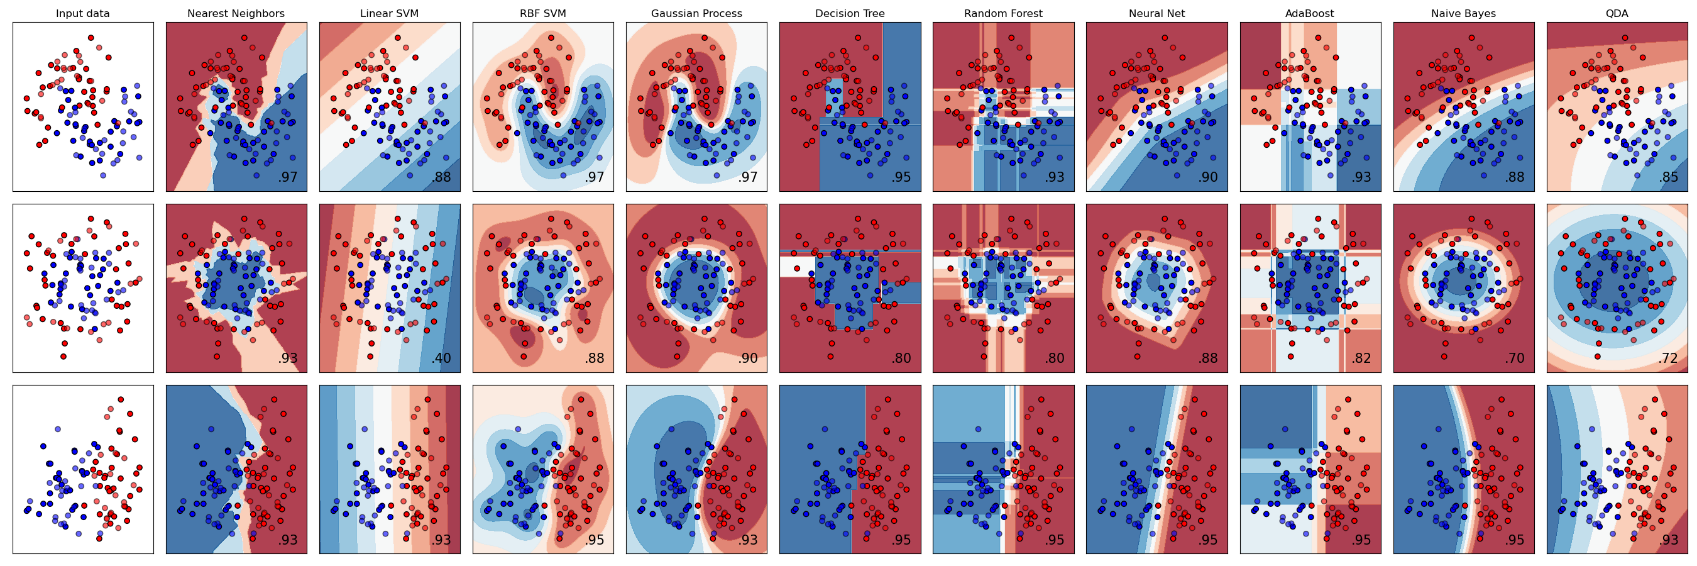 Input data Nearest Neighbors Linear SVM RBF SVM Gaussian Process Decision Tree Random Forest Neural Net AdaBoost Naive Bayes QDA
.97 .88 .97 .97 .95 .93 .90 .93 .88 .85
.93 .40 .88 .90 .80 .80 .88 .82 .70 .72
.93 .93 .95 .93 .95 .95 .95 .95 .95 .93